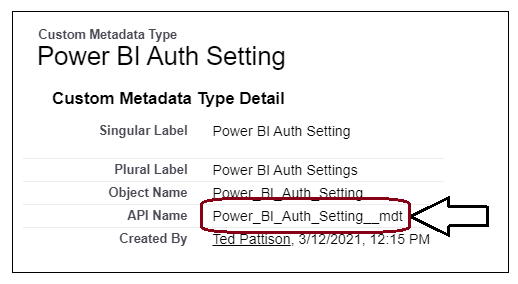 Custom Metadata Type
Power BI Auth Setting
Custom Metadata Type Detail
Singular Label Power BI Auth Setting
Plural Label Power BI Auth Settings
Object Name Power_BI_Auth_Setting
API Name Power_BI_Auth_Setting__mdt
Created By Ted Pattison, 3/12/2021, 12:15 PM